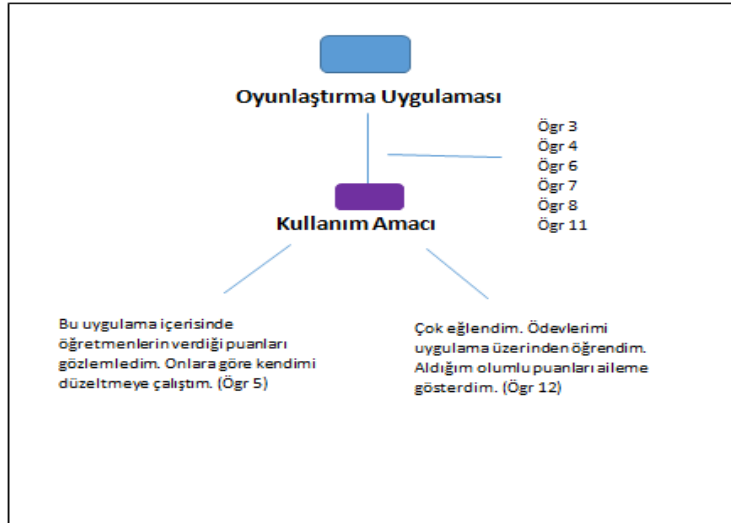 Oyunlaştırma Uygulaması
Ögr 3
Ögr 4
Ögr 6
Ögr 7
Ögr 8
Ögr 11
Kullanım Amacı
Bu uygulama içerisinde
öğretmenlerin verdiği puanları
gözlemledim. Onlara göre kendimi
düzeltmeye çalıştım. (Ögr 5)
Çok eğlendim. Ödevlerimi
uygulama üzerinden öğrendim.
Aldığım olumlu puanları aileme
gösterdim. (Ögr 12)